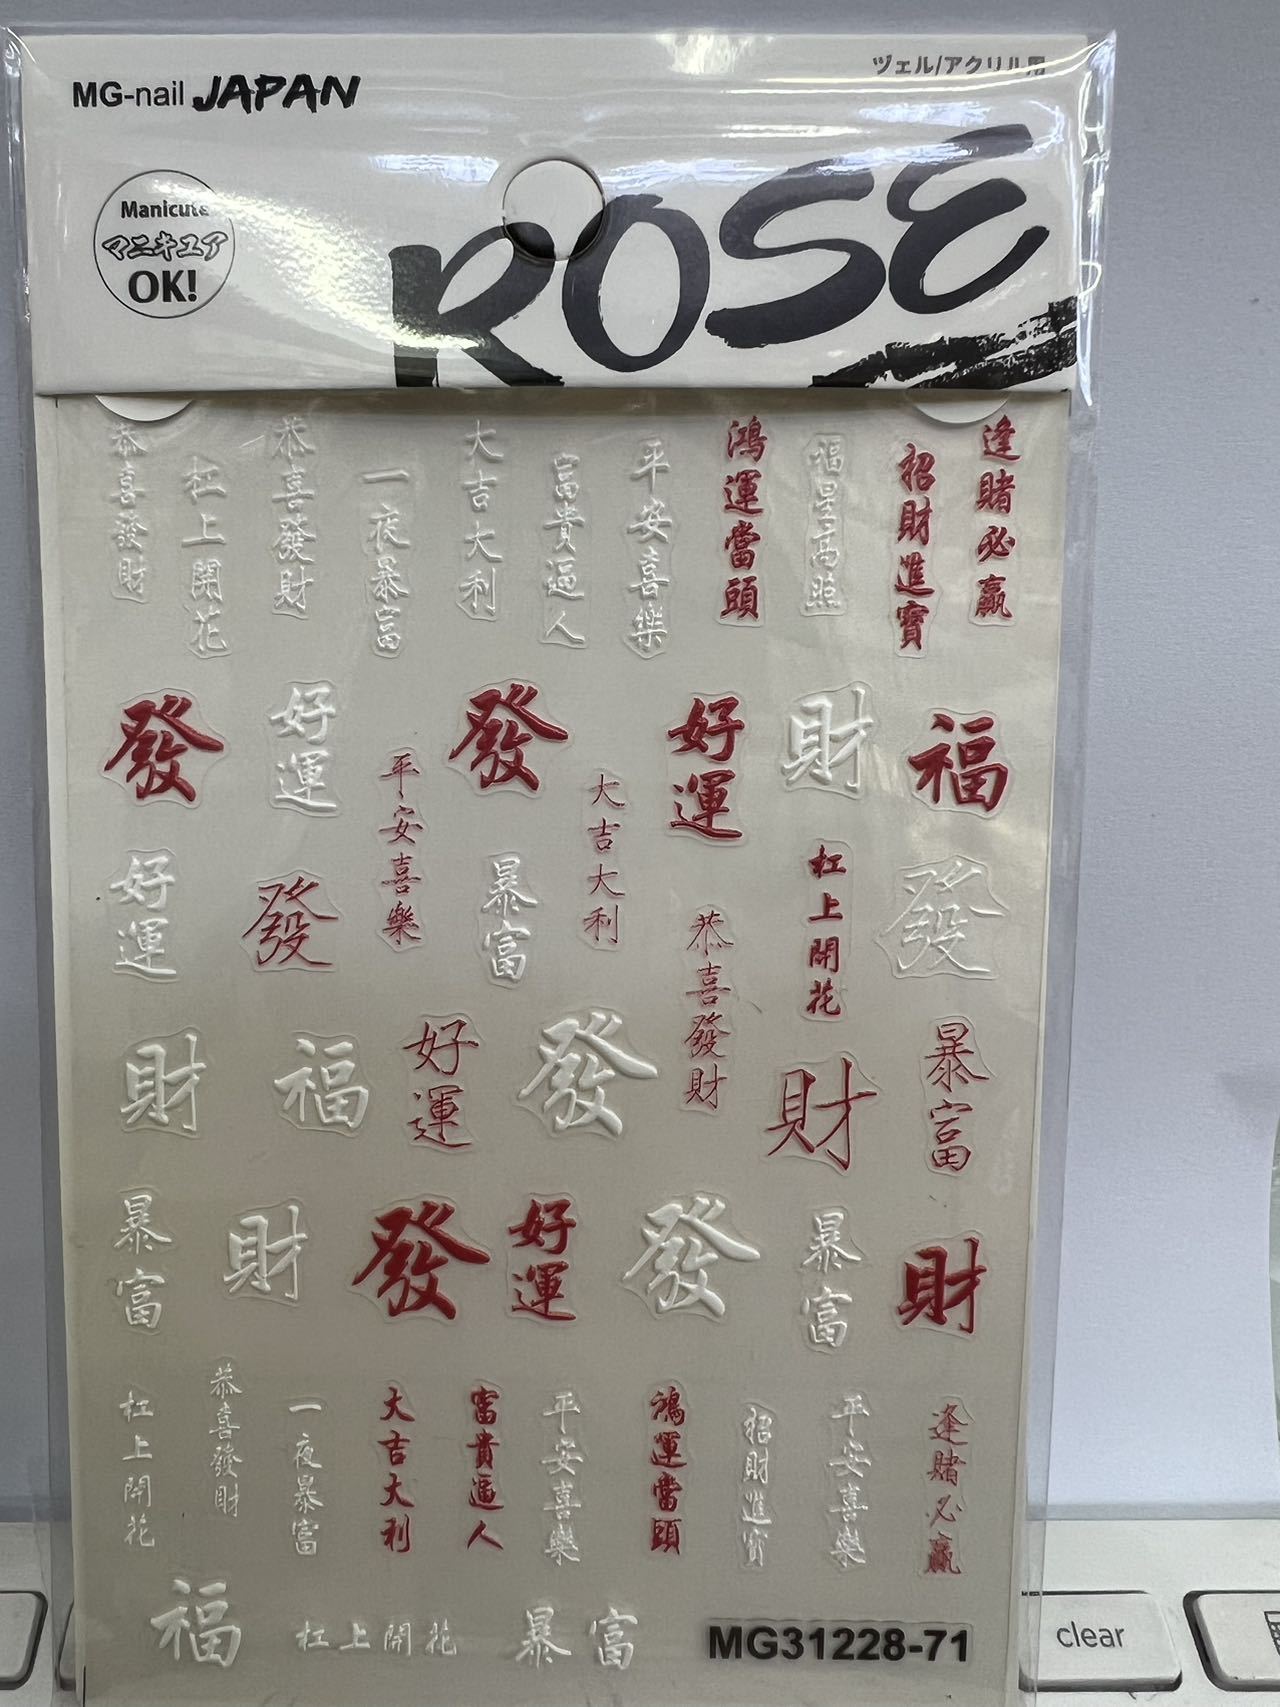 MG-nail JAPAN
ヅェル/アクリル用
Manicure
マニキュア
OK!
ROSE
恭喜發財
杠上開花
恭喜發財
一夜暴富
大吉大利
富貴逼人
平安喜樂
鴻運當頭
福星高照
招財進寶
逢賭必贏
發
好運
平安喜樂
發
大吉大利
好運
財
福
好運
發
暴富
恭喜發財
杠上開花
發
財
福
好運
發
財
暴富
暴富
財
發
好運
發
暴富
財
杠上開花
恭喜發財
一夜暴富
大吉大利
富貴逼人
平安喜樂
鴻運當頭
招財進寶
平安喜樂
逢賭必贏
福
杠上開花
暴富
MG31228-71
clear